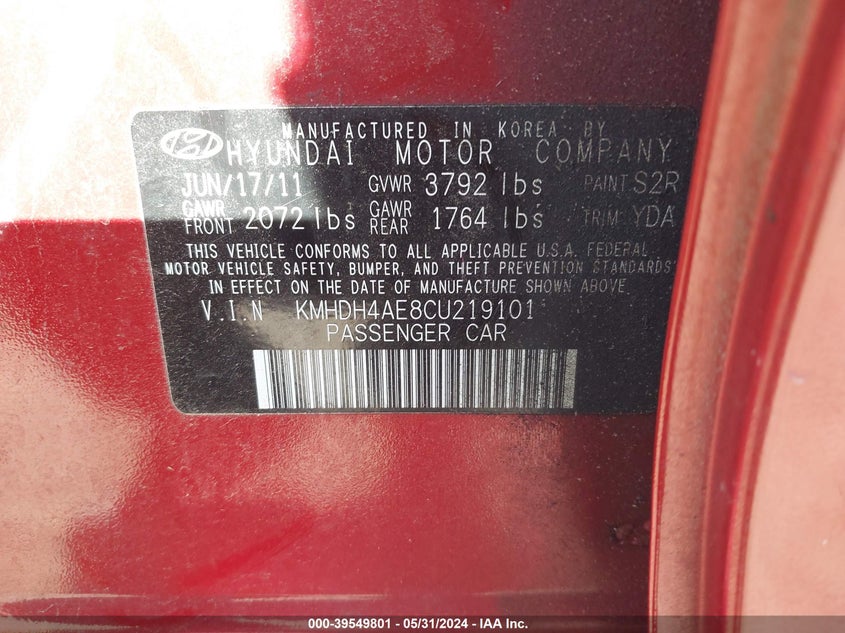 MANUFACTURED IN KOREA BY
HYUNDAI MOTOR COMPANY
JUN/17/11 GVWR 3792 lbs PAINT S2R
GAWR FRONT 2072 lbs GAWR REAR 1764 lbs TRIM YDA
THIS VEHICLE CONFORMS TO ALL APPLICABLE U.S.A. FEDERAL
MOTOR VEHICLE SAFETY, BUMPER, AND THEFT PREVENTION STANDARDS
IN EFFECT ON THE DATE OF MANUFACTURE SHOWN ABOVE.
V.I.N KMHDH4AE8CU219101
PASSENGER CAR
000-39549801 - 05/31/2024 - IAA Inc.